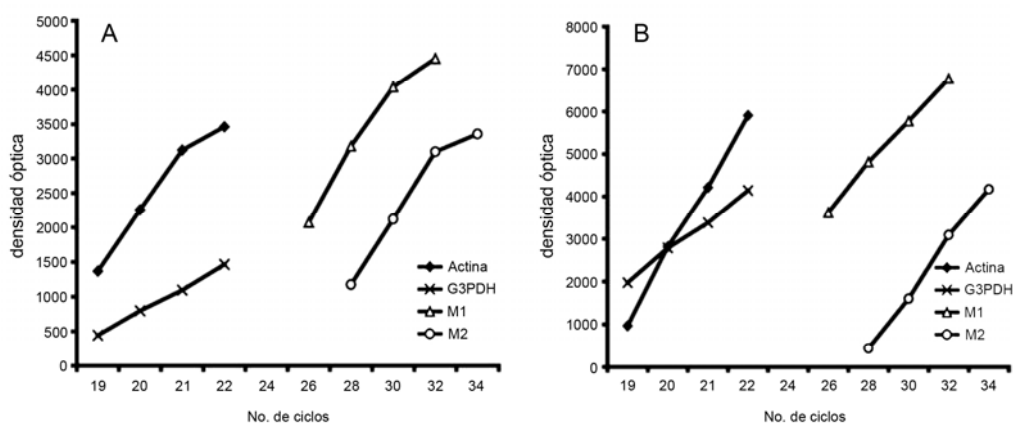 A
densidad óptica
5000
4500
4000
3500
3000
2500
2000
1500
1000
500
0
19 20 21 22 24 26 28 30 32 34
No. de ciclos
Actina
G3PDH
M1
M2
B
densidad óptica
8000
7000
6000
5000
4000
3000
2000
1000
0
19 20 21 22 24 26 28 30 32 34
No. de ciclos
Actina
G3PDH
M1
M2